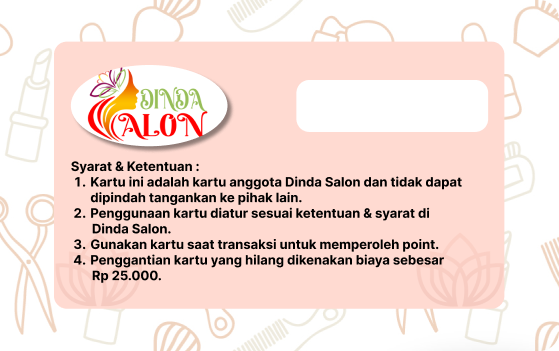 DINDA
SALON
Syarat & Ketentuan :
1. Kartu ini adalah kartu anggota Dinda Salon dan tidak dapat
dipindah tangankan ke pihak lain.
2. Penggunaan kartu diatur sesuai ketentuan & syarat di
Dinda Salon.
3. Gunakan kartu saat transaksi untuk memperoleh point.
4. Penggantian kartu yang hilang dikenakan biaya sebesar
Rp 25.000.